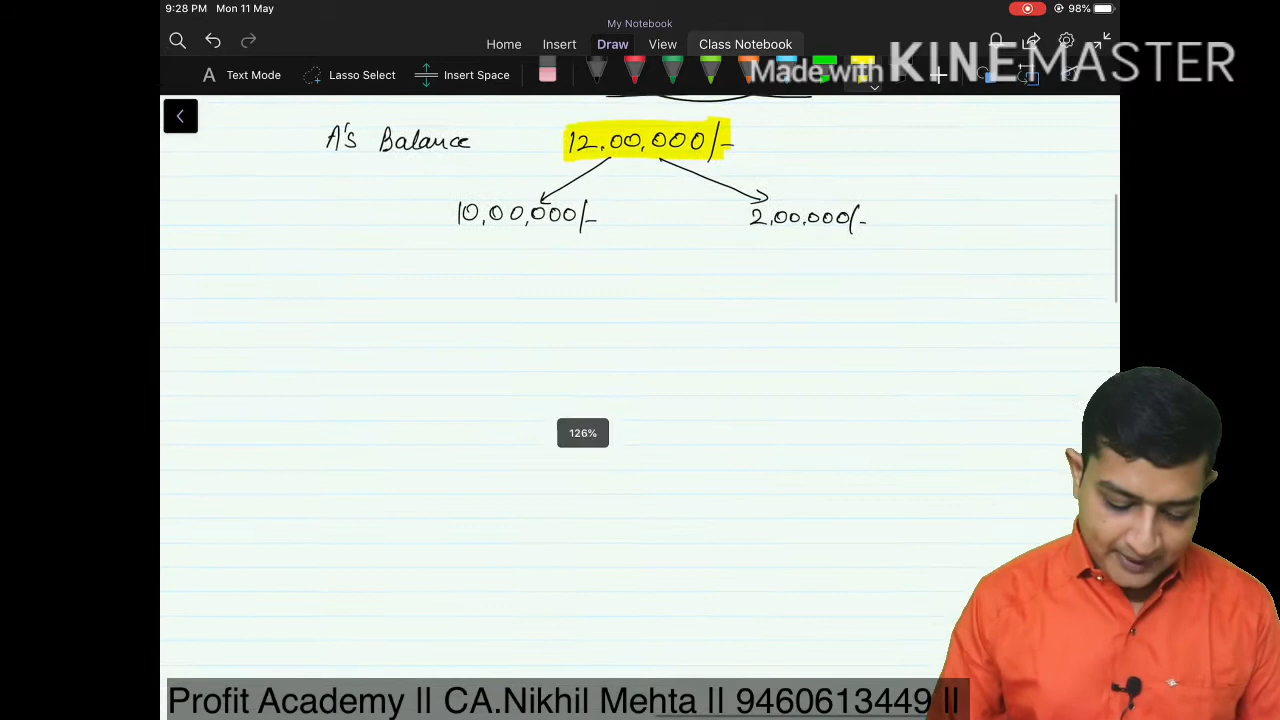 9:28 PM Mon 11 May 98%
My Notebook
Home Insert Draw View Class Notebook
Made with KINEMASTER
A Text Mode Lasso Select Insert Space
A's Balance 12,00,000/-
10,00,000/- 2,00,000/-
126%
Profit Academy ll CA.Nikhil Mehta ll 9460613449 ll